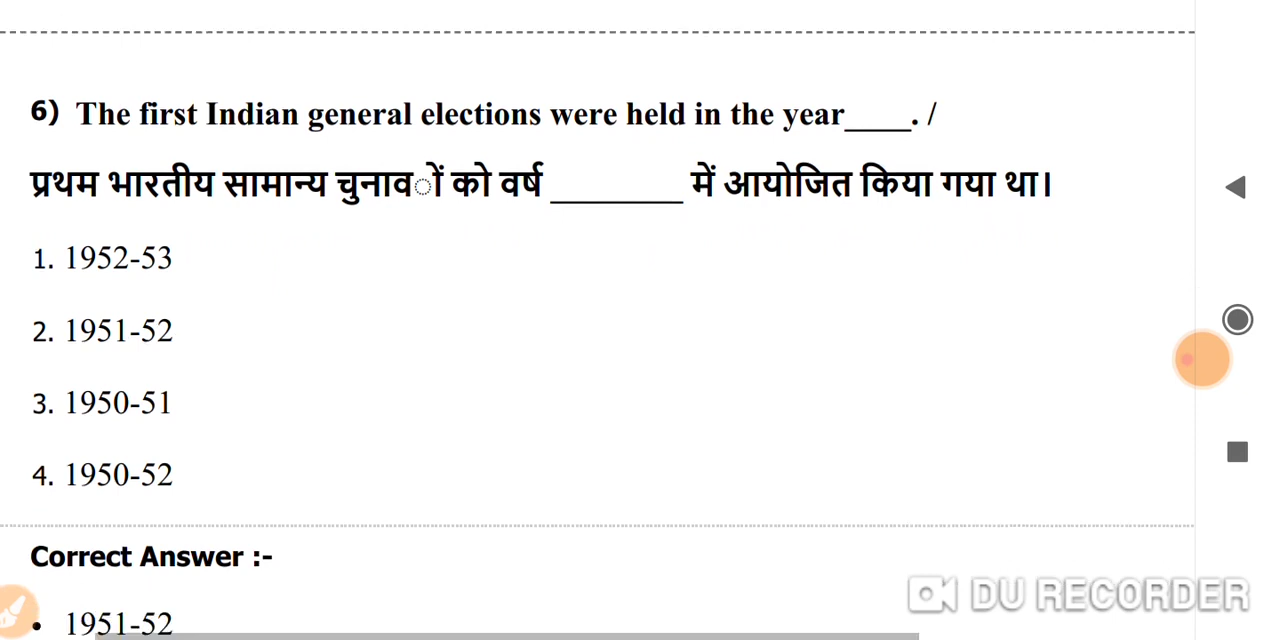 6) The first Indian general elections were held in the year____. /
प्रथम भारतीय सामान्य चुनावाें को वर्ष ________ में आयोजित किया गया था।
1. 1952-53
2. 1951-52
3. 1950-51
4. 1950-52
Correct Answer :-
• 1951-52
DU RECORDER